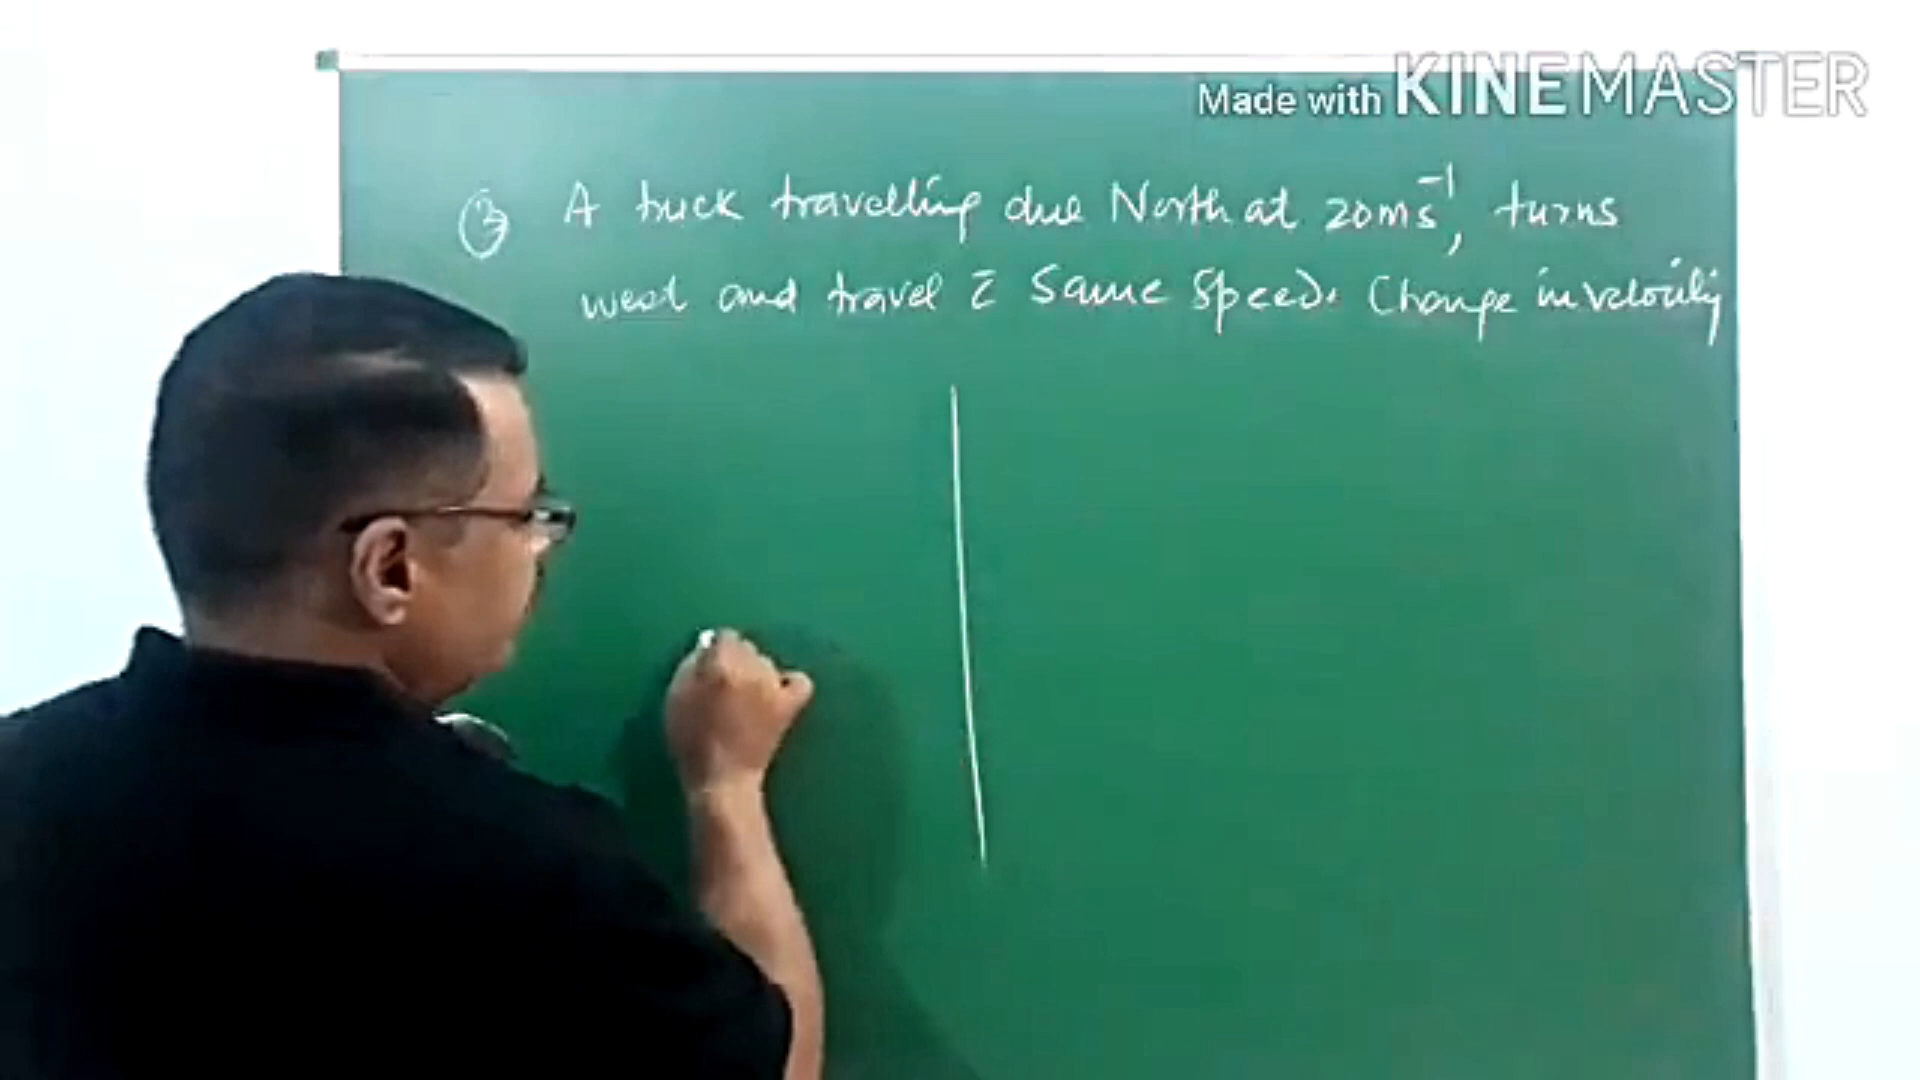 Made with KINEMASTER
③ A truck travelling due North at 20ms⁻¹, turns
west and travel c̄ same speed. Change in velocity